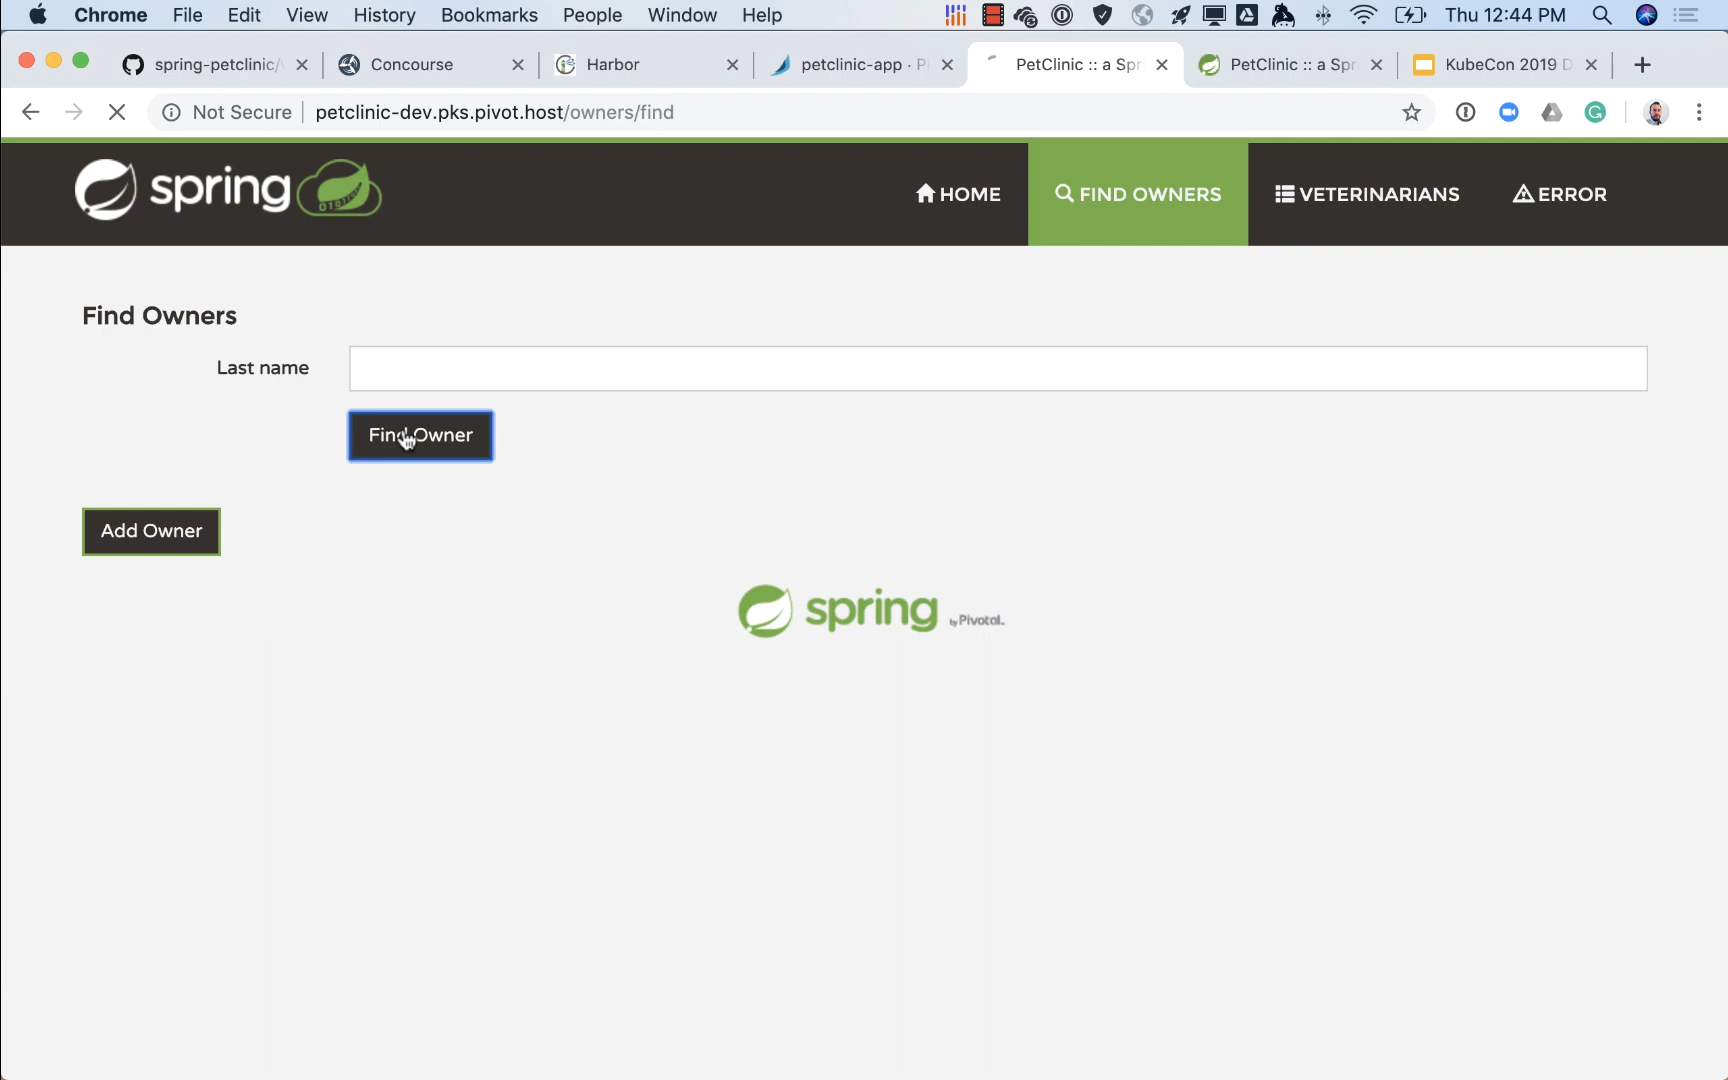 Chrome File Edit View History Bookmarks People Window Help Thu 12:44 PM
spring-petclinic/ Concourse Harbor petclinic-app · P PetClinic :: a Spr PetClinic :: a Spr KubeCon 2019 D
Not Secure petclinic-dev.pks.pivot.host/owners/find
spring HOME FIND OWNERS VETERINARIANS ERROR
Find Owners
Last name
Find Owner
Add Owner
spring by Pivotal.